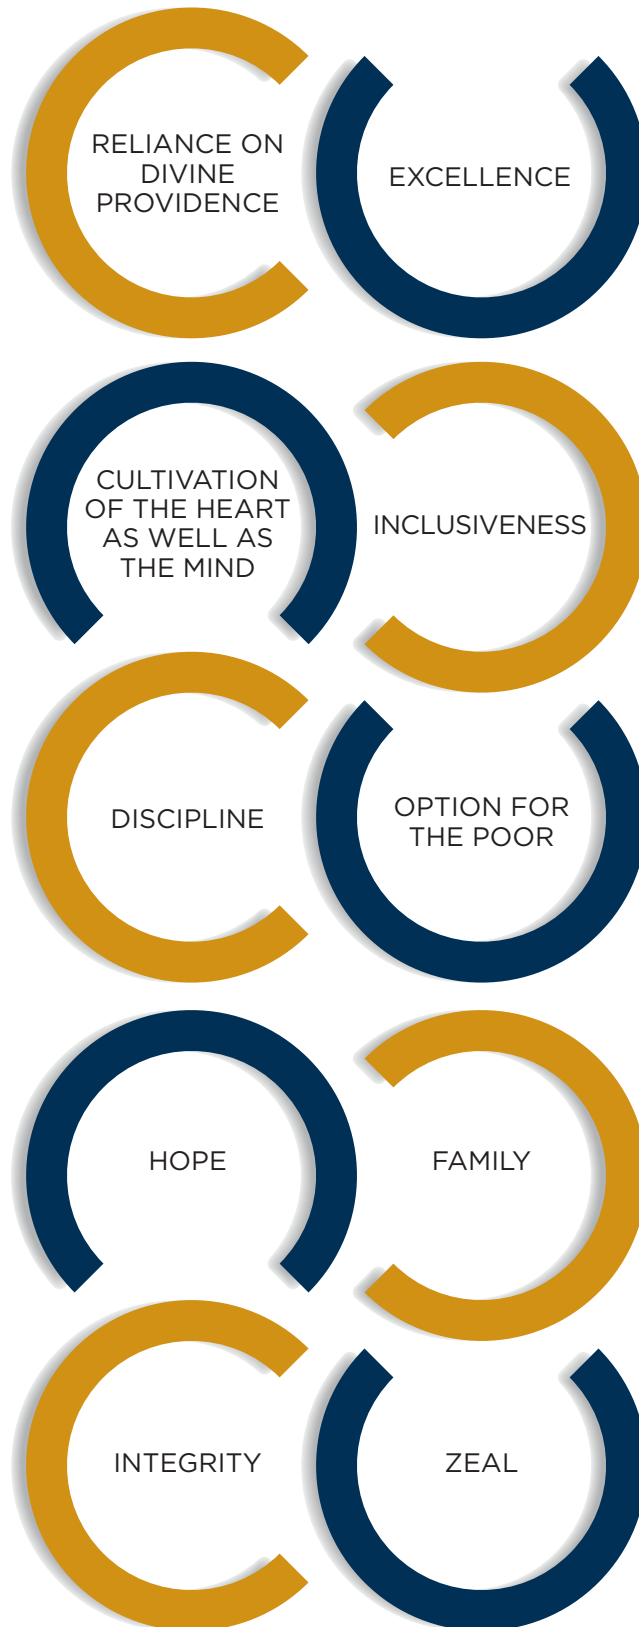 RELIANCE ON
DIVINE
PROVIDENCE
EXCELLENCE
CULTIVATION
OF THE HEART
AS WELL AS
THE MIND
INCLUSIVENESS
DISCIPLINE
OPTION FOR
THE POOR
HOPE
FAMILY
INTEGRITY
ZEAL